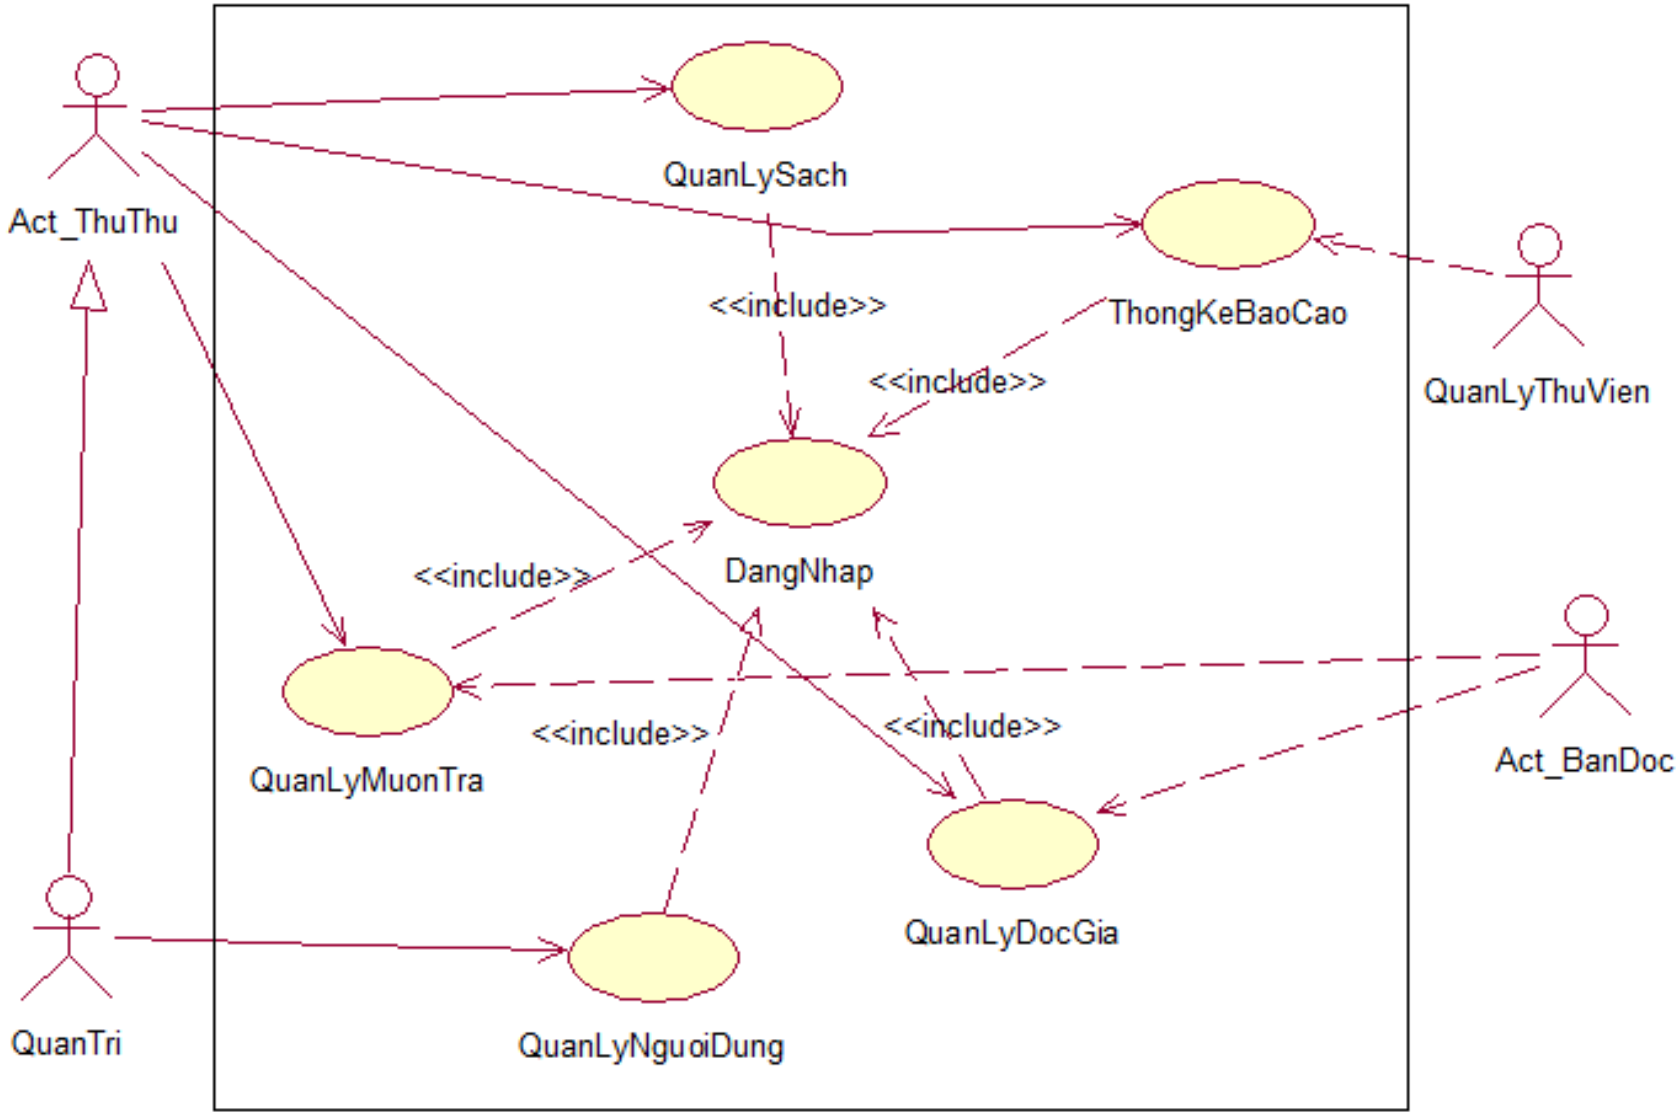 QuanLySach
Act_ThuThu
<<include>>
ThongKeBaoCao
<<include>>
QuanLyThuVien
DangNhap
<<include>>
<<include>>
<<include>>
Act_BanDoc
QuanLyMuonTra
QuanLyDocGia
QuanTri
QuanLyNguoiDung